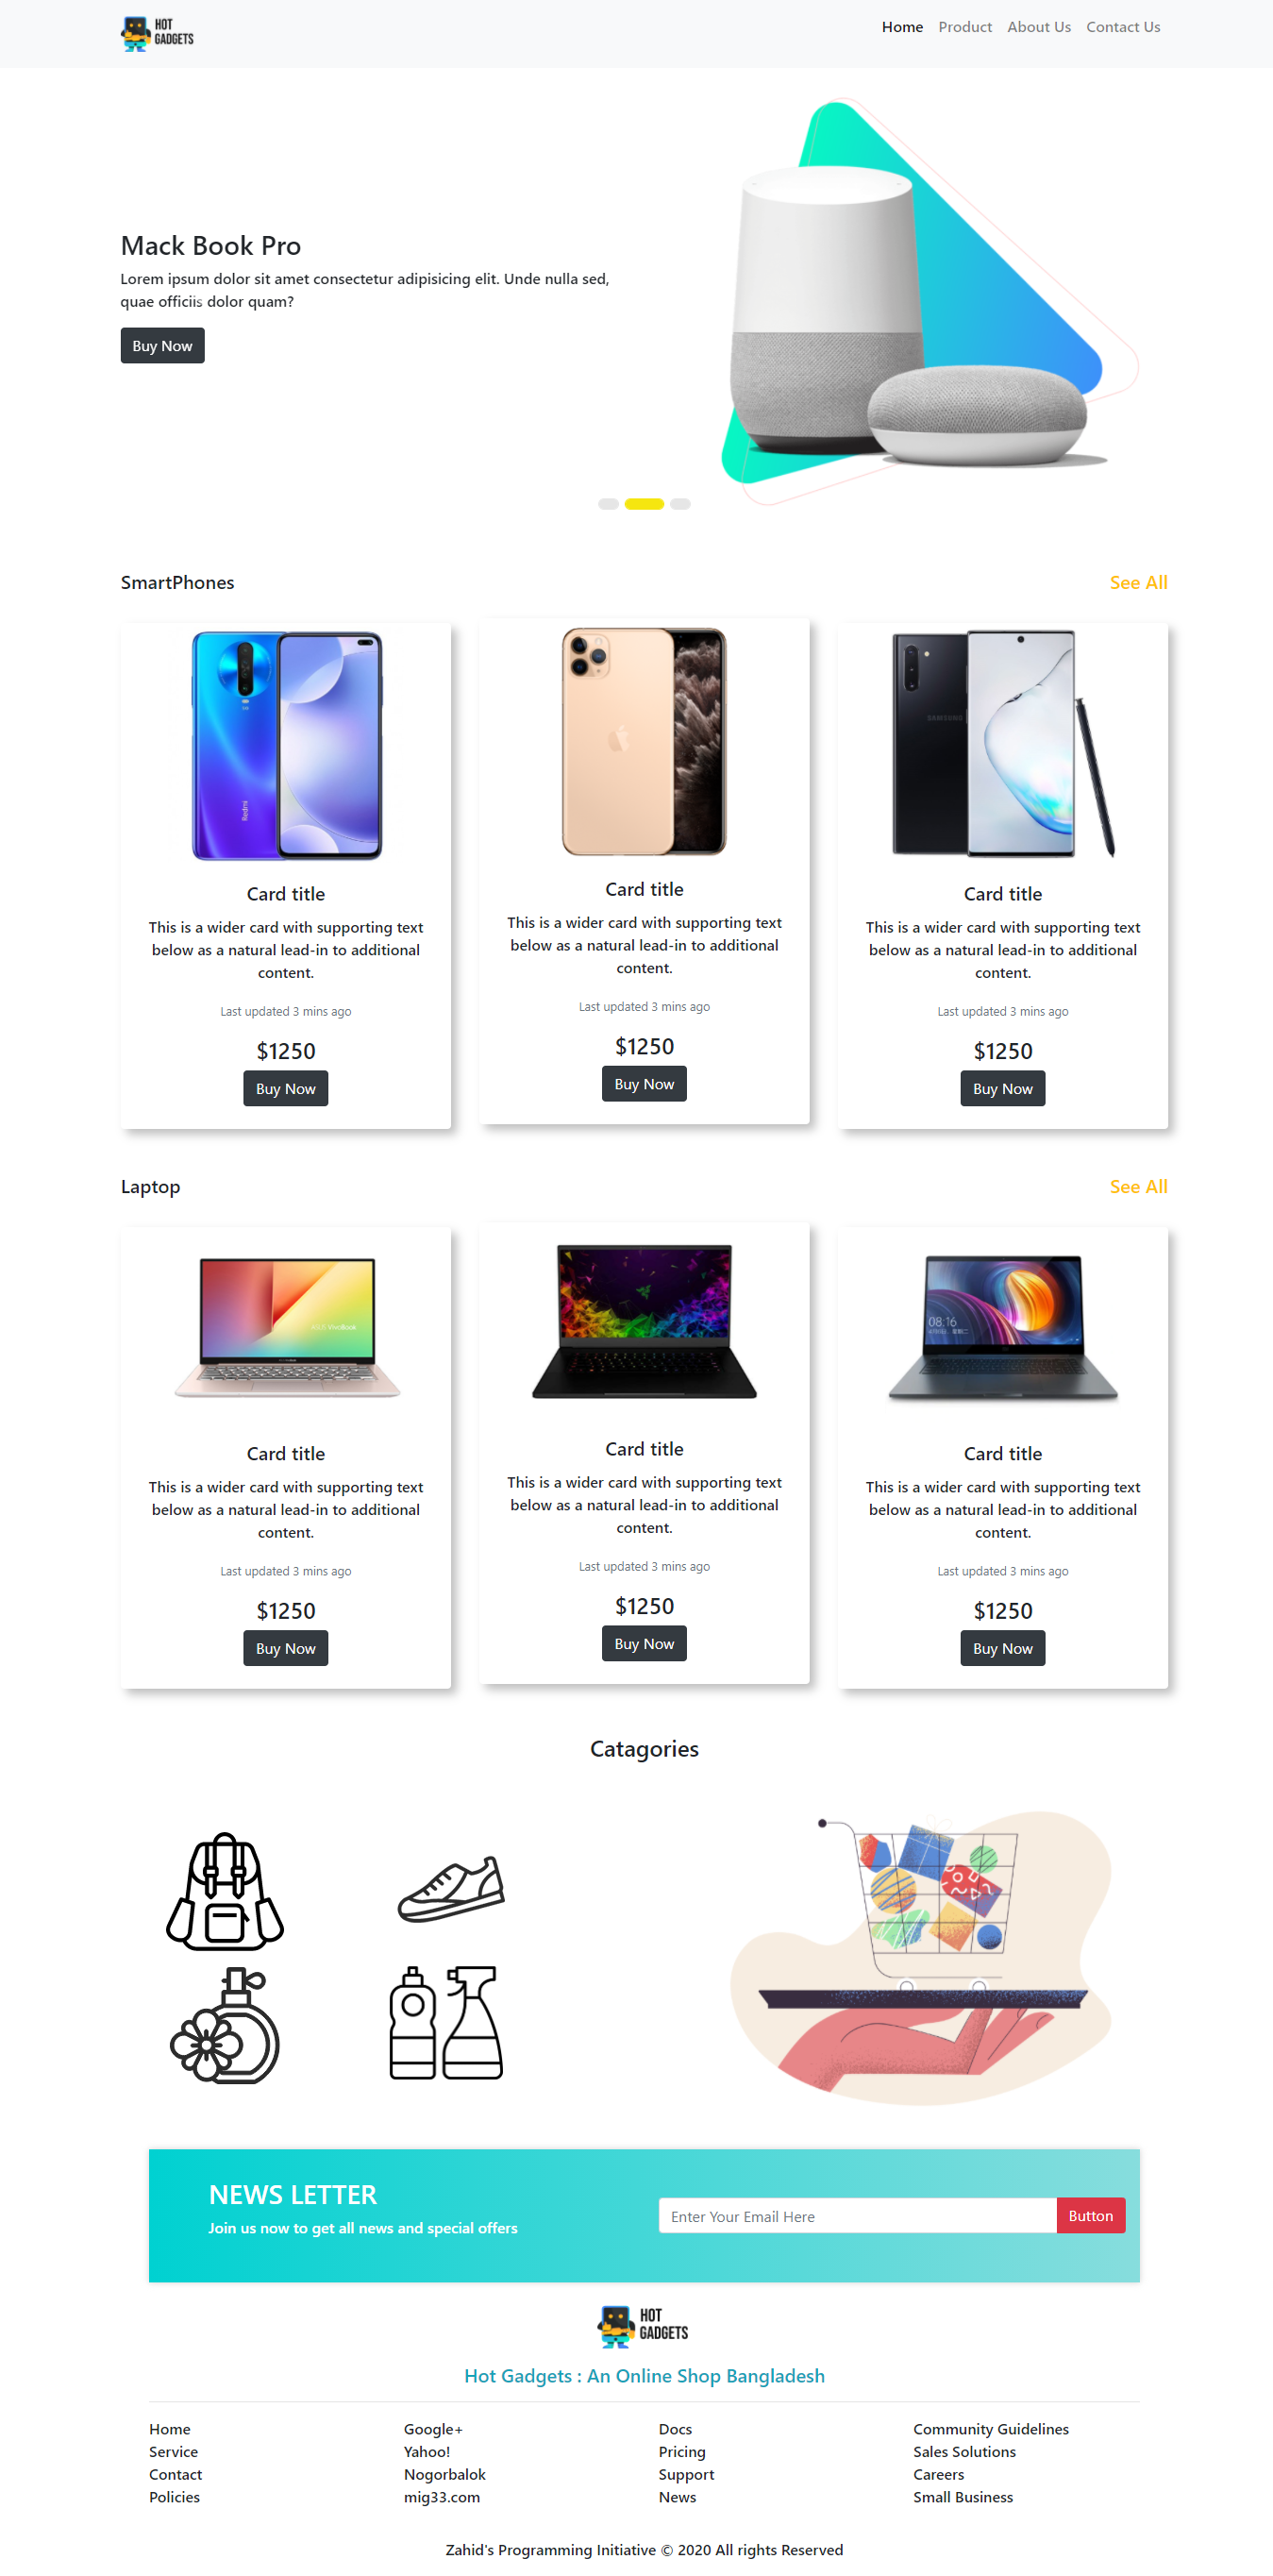 HOT
GADGETS
Home Product About Us Contact Us
Mack Book Pro
Lorem ipsum dolor sit amet consectetur adipisicing elit. Unde nulla sed,
quae officiis dolor quam?
Buy Now
SmartPhones
See All
Redmi
SAMSUNG
Card title
This is a wider card with supporting text
below as a natural lead-in to additional
content.
Last updated 3 mins ago
$1250
Buy Now
Card title
This is a wider card with supporting text
below as a natural lead-in to additional
content.
Last updated 3 mins ago
$1250
Buy Now
Card title
This is a wider card with supporting text
below as a natural lead-in to additional
content.
Last updated 3 mins ago
$1250
Buy Now
Laptop
See All
ASUS VivoBook
08:16
Card title
This is a wider card with supporting text
below as a natural lead-in to additional
content.
Last updated 3 mins ago
$1250
Buy Now
Card title
This is a wider card with supporting text
below as a natural lead-in to additional
content.
Last updated 3 mins ago
$1250
Buy Now
Card title
This is a wider card with supporting text
below as a natural lead-in to additional
content.
Last updated 3 mins ago
$1250
Buy Now
Catagories
NEWS LETTER
Join us now to get all news and special offers
Enter Your Email Here
Button
HOT
GADGETS
Hot Gadgets : An Online Shop Bangladesh
Home
Service
Contact
Policies
Google+
Yahoo!
Nogorbalok
mig33.com
Docs
Pricing
Support
News
Community Guidelines
Sales Solutions
Careers
Small Business
Zahid's Programming Initiative © 2020 All rights Reserved